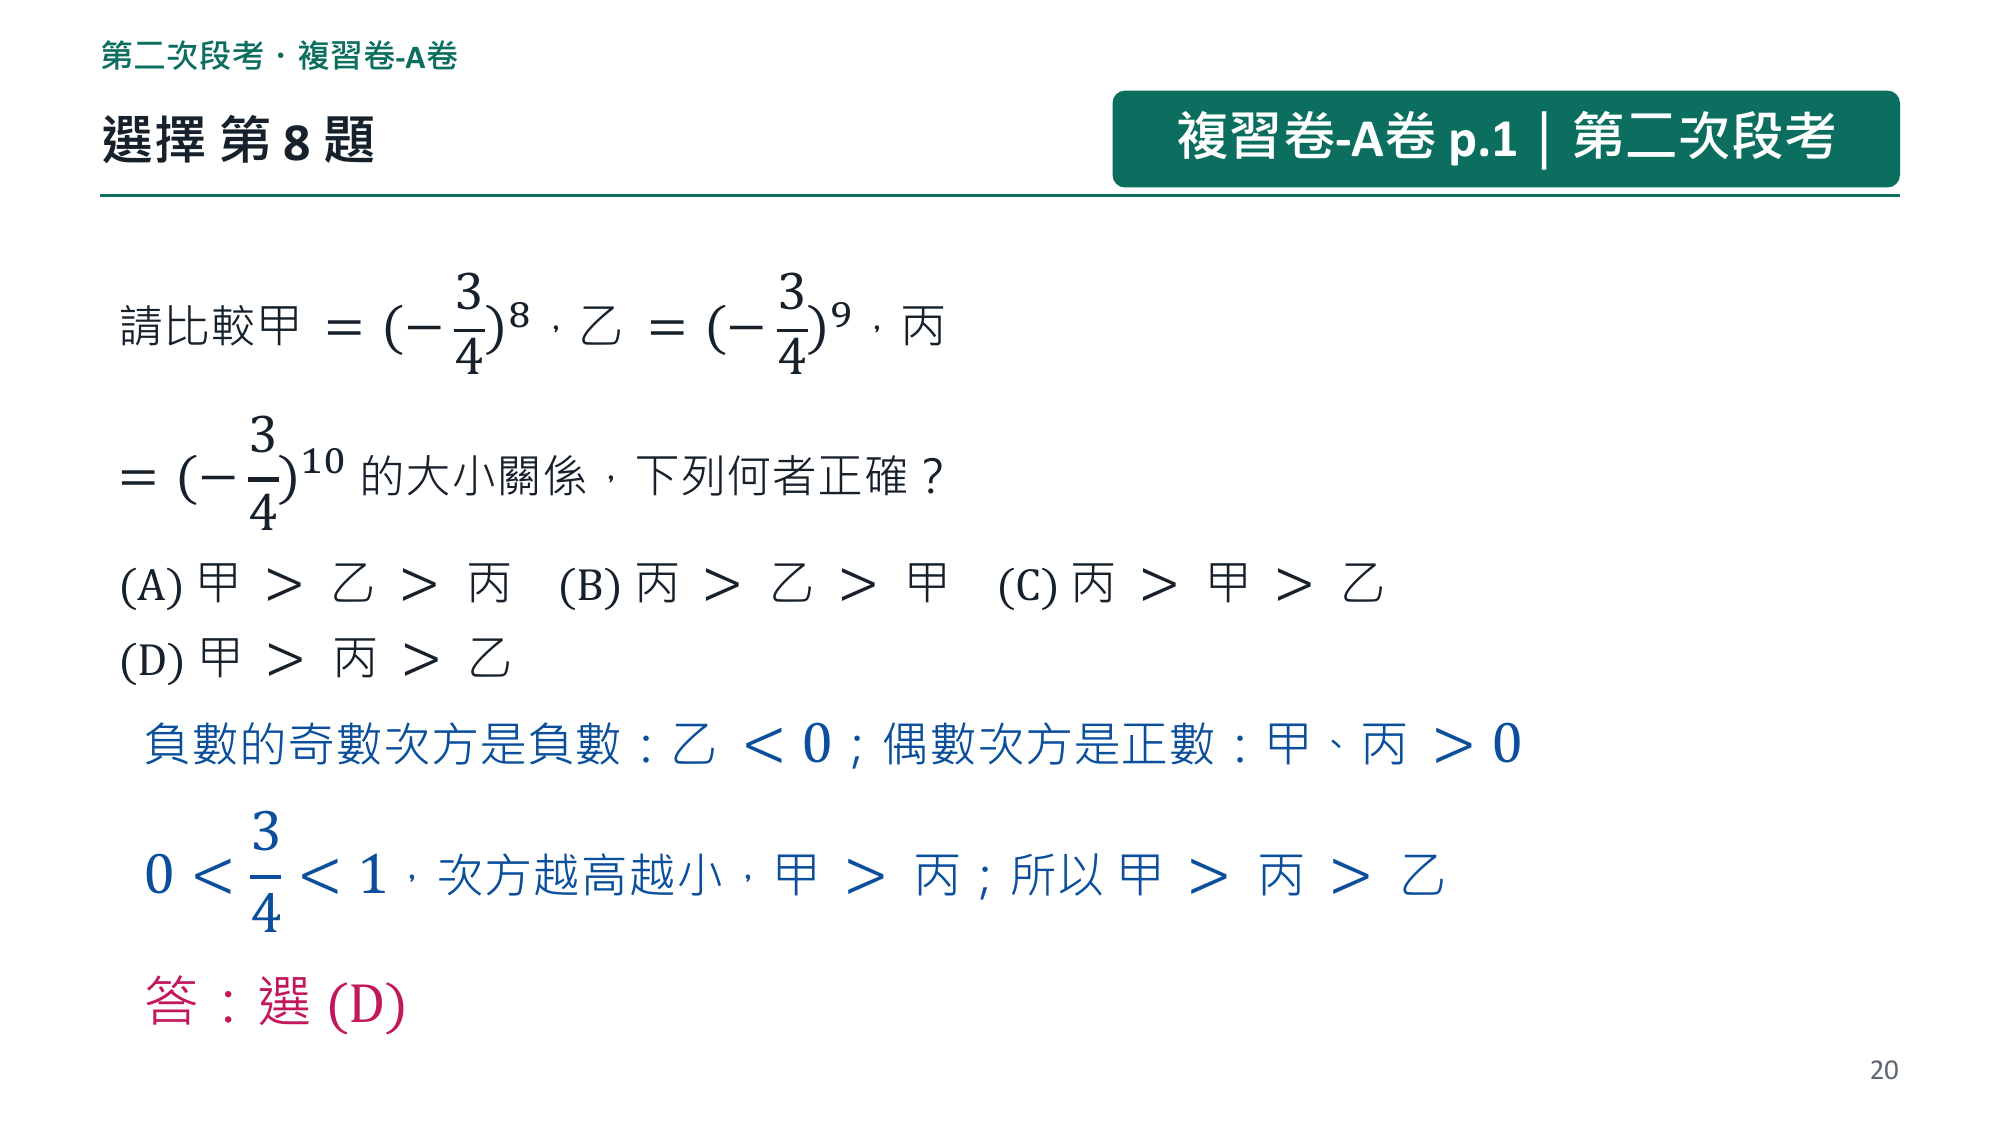 第二次段考・複習卷-A卷
選擇 第 8 題
複習卷-A卷 p.1｜第二次段考
請比較甲 = (−3/4)^8，乙 = (−3/4)^9，丙
= (−3/4)^10 的大小關係，下列何者正確？
(A) 甲 > 乙 > 丙 (B) 丙 > 乙 > 甲 (C) 丙 > 甲 > 乙
(D) 甲 > 丙 > 乙
負數的奇數次方是負數：乙 < 0；偶數次方是正數：甲、丙 > 0
0 < 3/4 < 1，次方越高越小，甲 > 丙；所以 甲 > 丙 > 乙
答：選 (D)
20